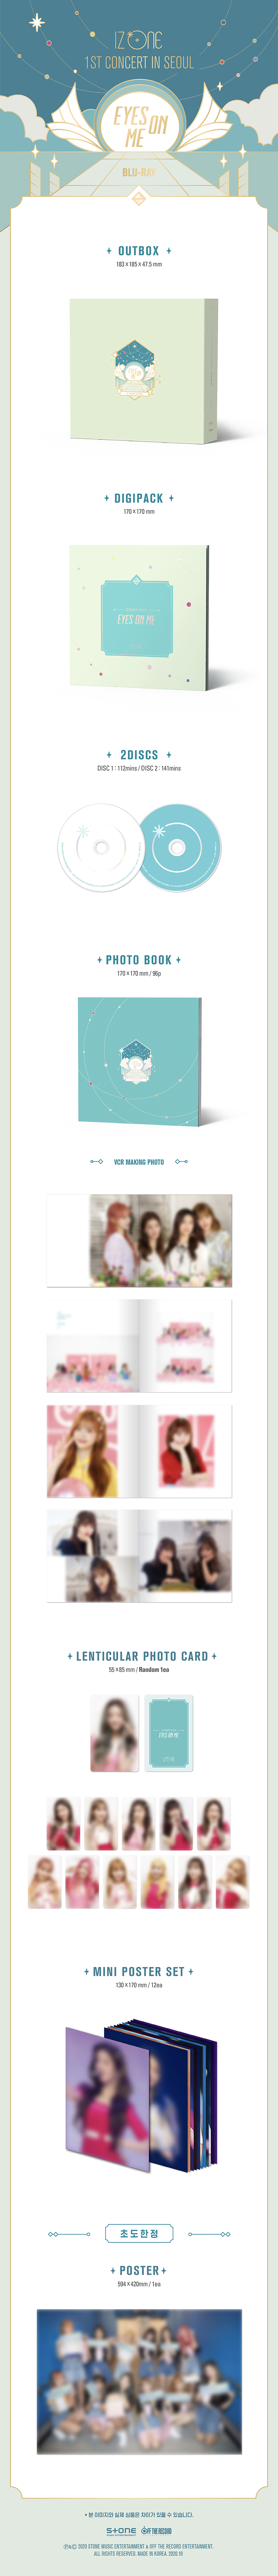 IZ*ONE
1ST CONCERT IN SEOUL
EYES ON ME
BLU-RAY
OUTBOX
183 X 185 X 47.5 mm
DIGIPACK
170 X 170 mm
EYES ON ME
2DISCS
DISC 1 : 112mins / DISC 2 : 141mins
PHOTO BOOK
170 X 170 mm / 96p
VCR MAKING PHOTO
LENTICULAR PHOTO CARD
55 X 85 mm / Random 1ea
EYES ON ME
IZ*ONE
MINI POSTER SET
130 X 170 mm / 12ea
초도한정
POSTER
594 X 420mm / 1ea
* 본 이미지와 실제 상품은 차이가 있을 수 있습니다.
STONE OFF THE RECORD
℗&© 2020 STONE MUSIC ENTERTAINMENT & OFF THE RECORD ENTERTAINMENT.
ALL RIGHTS RESERVED. MADE IN KOREA. 2020.10